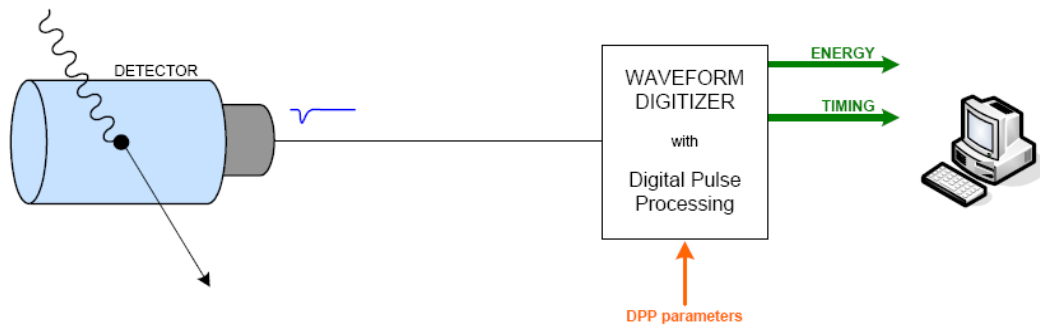 DETECTOR
WAVEFORM
DIGITIZER
with
Digital Pulse
Processing
ENERGY
TIMING
DPP parameters